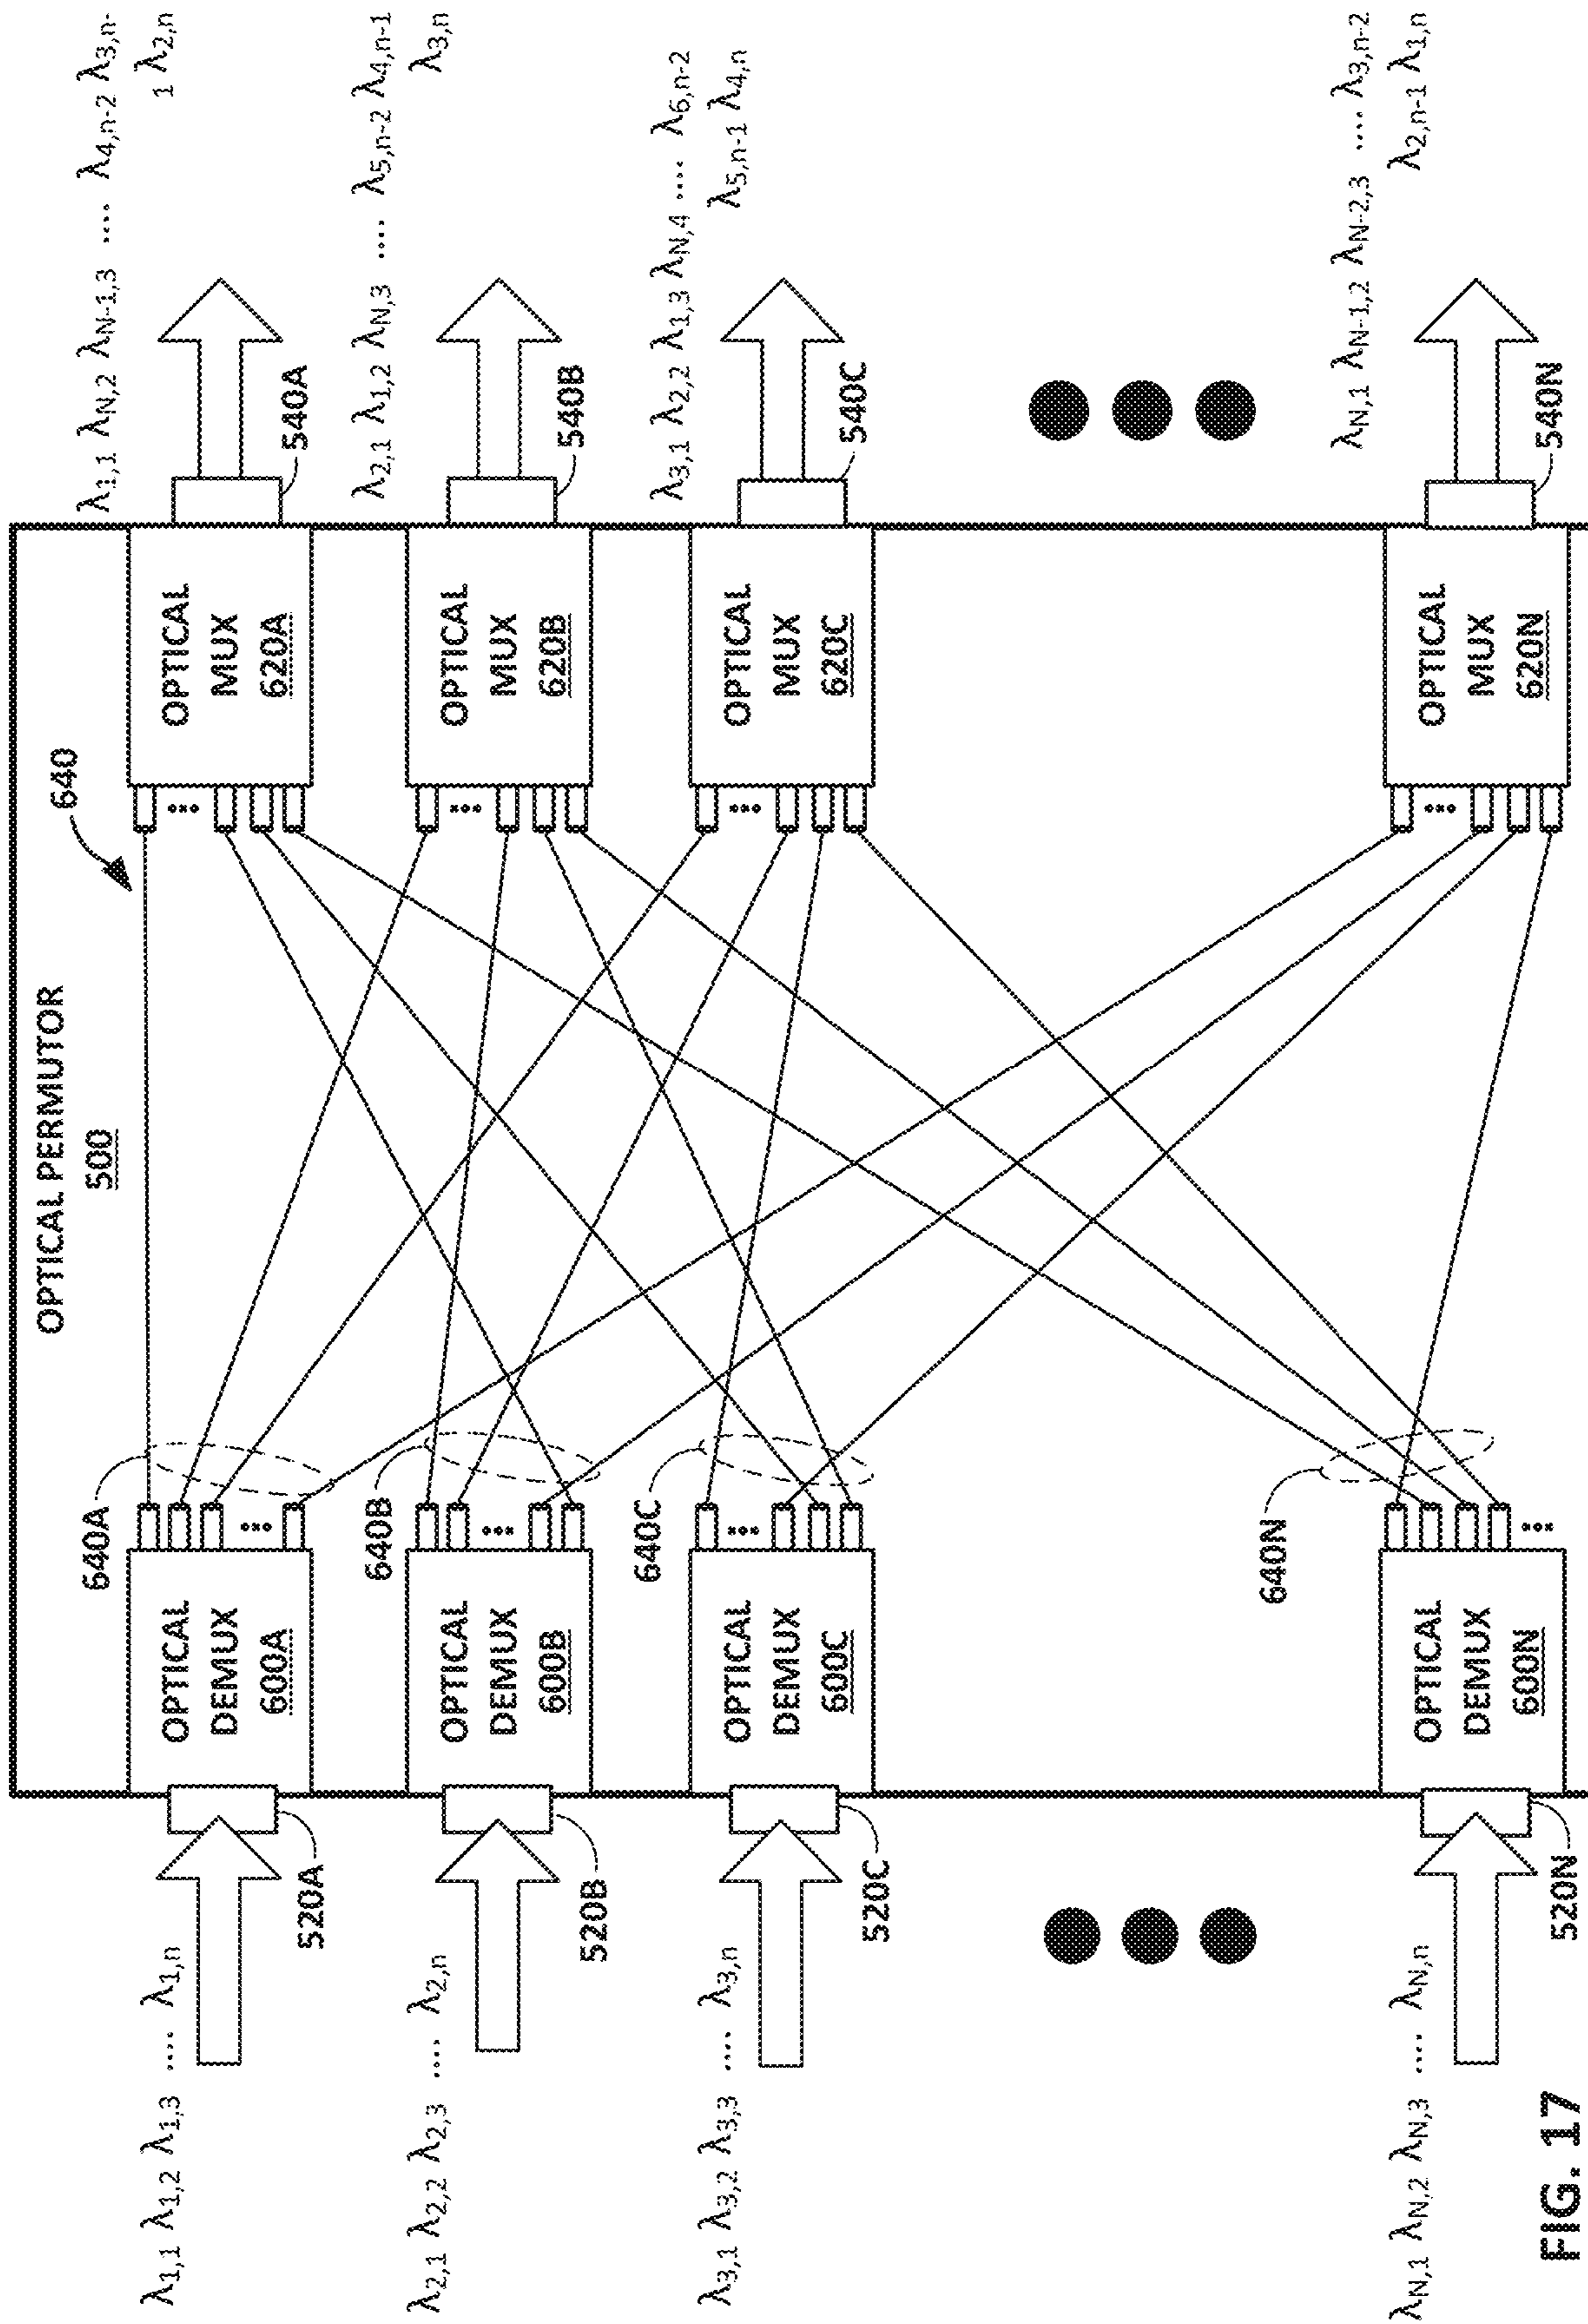 OPTICAL PERMUTOR
500
640
λ1,1 λ1,2 λ1,3 .... λ1,n
520A
OPTICAL
DEMUX
600A
640A
OPTICAL
MUX
620A
540A
λ1,1 λN,2 λN-1,3 .... λ4,n-2 λ3,n-
1 λ2,n
λ2,1 λ2,2 λ2,3 .... λ2,n
520B
OPTICAL
DEMUX
600B
640B
OPTICAL
MUX
620B
540B
λ2,1 λ1,2 λN,3 .... λ5,n-2 λ4,n-1
λ3,n
λ3,1 λ3,2 λ3,3 .... λ3,n
520C
OPTICAL
DEMUX
600C
640C
OPTICAL
MUX
620C
540C
λ3,1 λ2,2 λ1,3 λN,4 .... λ6,n-2
λ5,n-1 λ4,n
λN,1 λN,2 λN,3 .... λN,n
520N
OPTICAL
DEMUX
600N
640N
OPTICAL
MUX
620N
540N
λN,1 λN-1,2 λN-2,3 .... λ3,n-2
λ2,n-1 λ1,n
FIG. 17